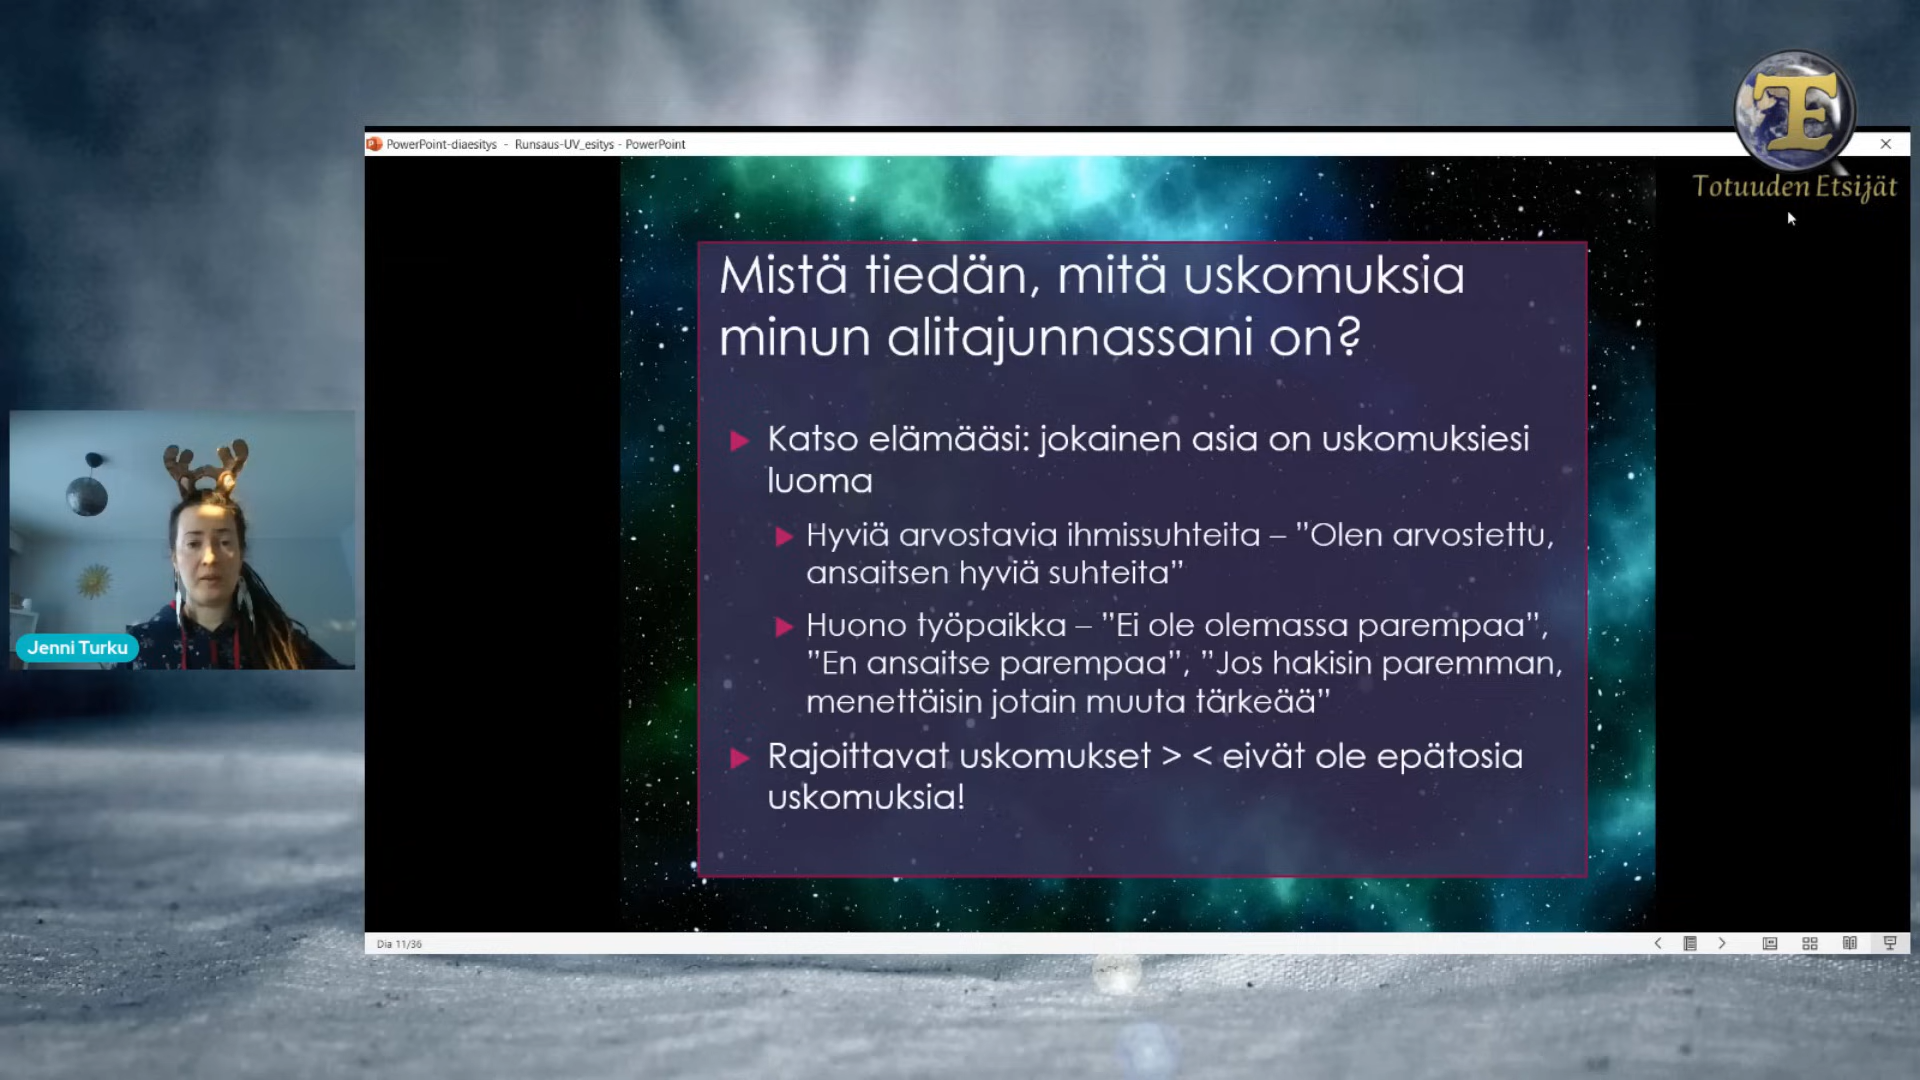 PowerPoint-diaesitys - Runsaus-UV_esitys - PowerPoint
TE
Totuuden Etsijät
Mistä tiedän, mitä uskomuksia
minun alitajunnassani on?
Katso elämääsi: jokainen asia on uskomuksiesi
luoma
Hyviä arvostavia ihmissuhteita – ”Olen arvostettu,
ansaitsen hyviä suhteita”
Huono työpaikka – ”Ei ole olemassa parempaa”,
”En ansaitse parempaa”, ”Jos hakisin paremman,
menettäisin jotain muuta tärkeää”
Rajoittavat uskomukset > < eivät ole epätosia
uskomuksia!
Jenni Turku
Dia 11/36